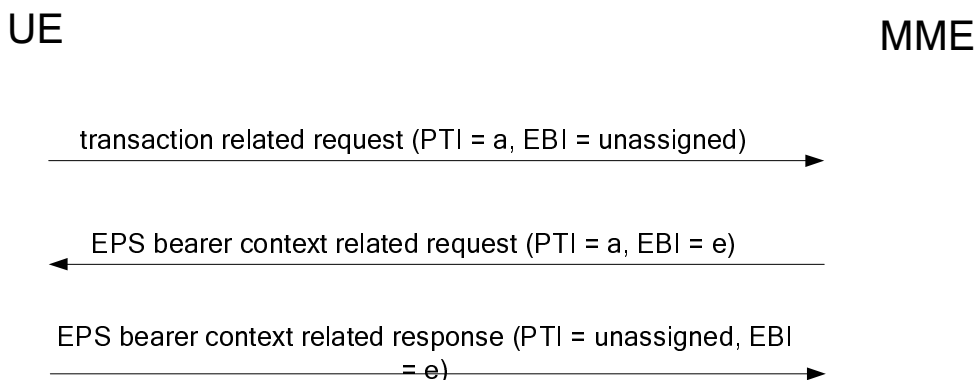 UE
MME
transaction related request (PTI = a, EBI = unassigned)
EPS bearer context related request (PTI = a, EBI = e)
EPS bearer context related response (PTI = unassigned, EBI
= e)